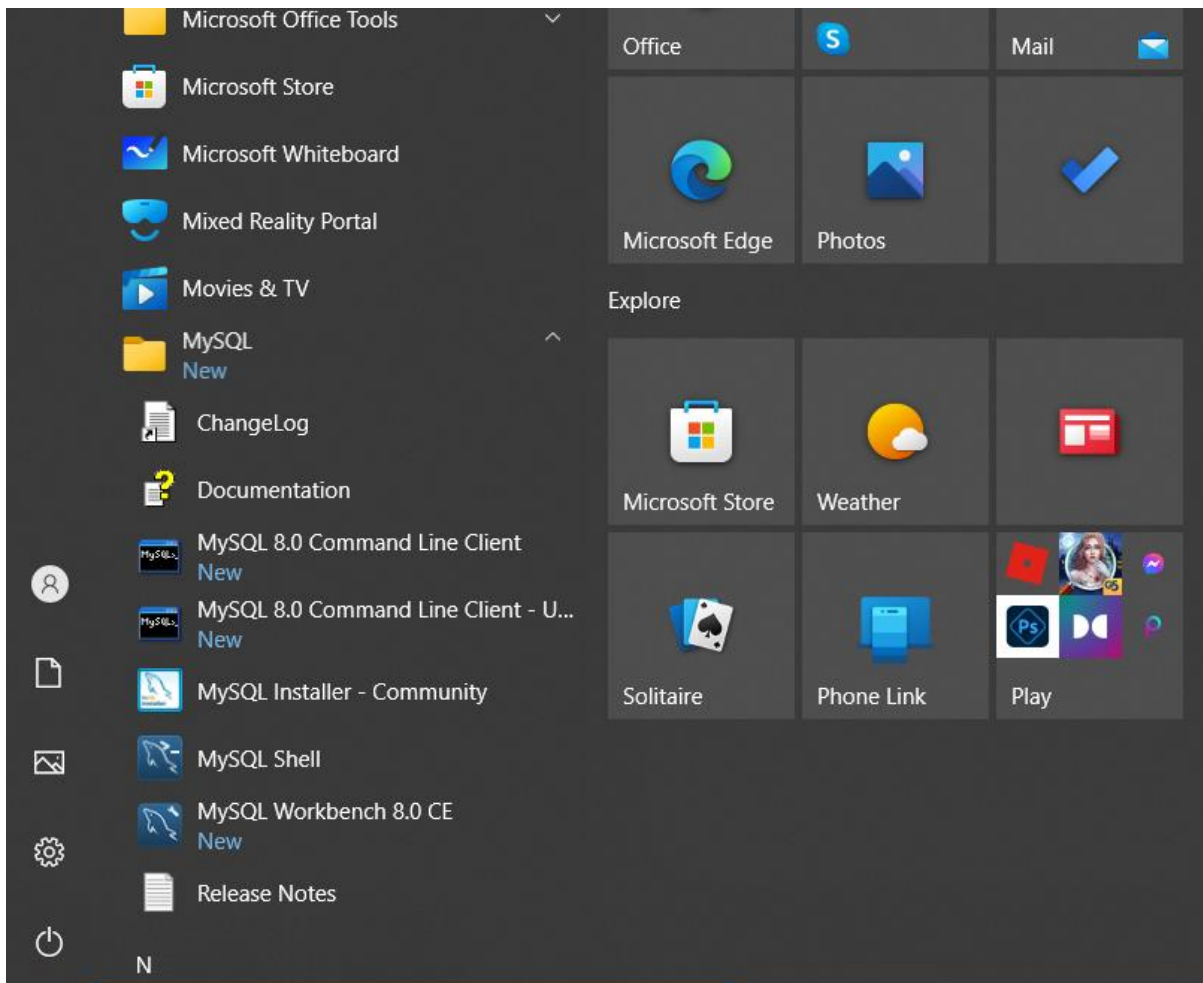 Microsoft Office Tools
Microsoft Store
Microsoft Whiteboard
Mixed Reality Portal
Movies & TV
MySQL
New
ChangeLog
Documentation
MySQL 8.0 Command Line Client
New
MySQL 8.0 Command Line Client - U...
New
MySQL Installer - Community
MySQL Shell
MySQL Workbench 8.0 CE
New
Release Notes
N
Office
Mail
Microsoft Edge
Photos
Explore
Microsoft Store
Weather
Solitaire
Phone Link
Play